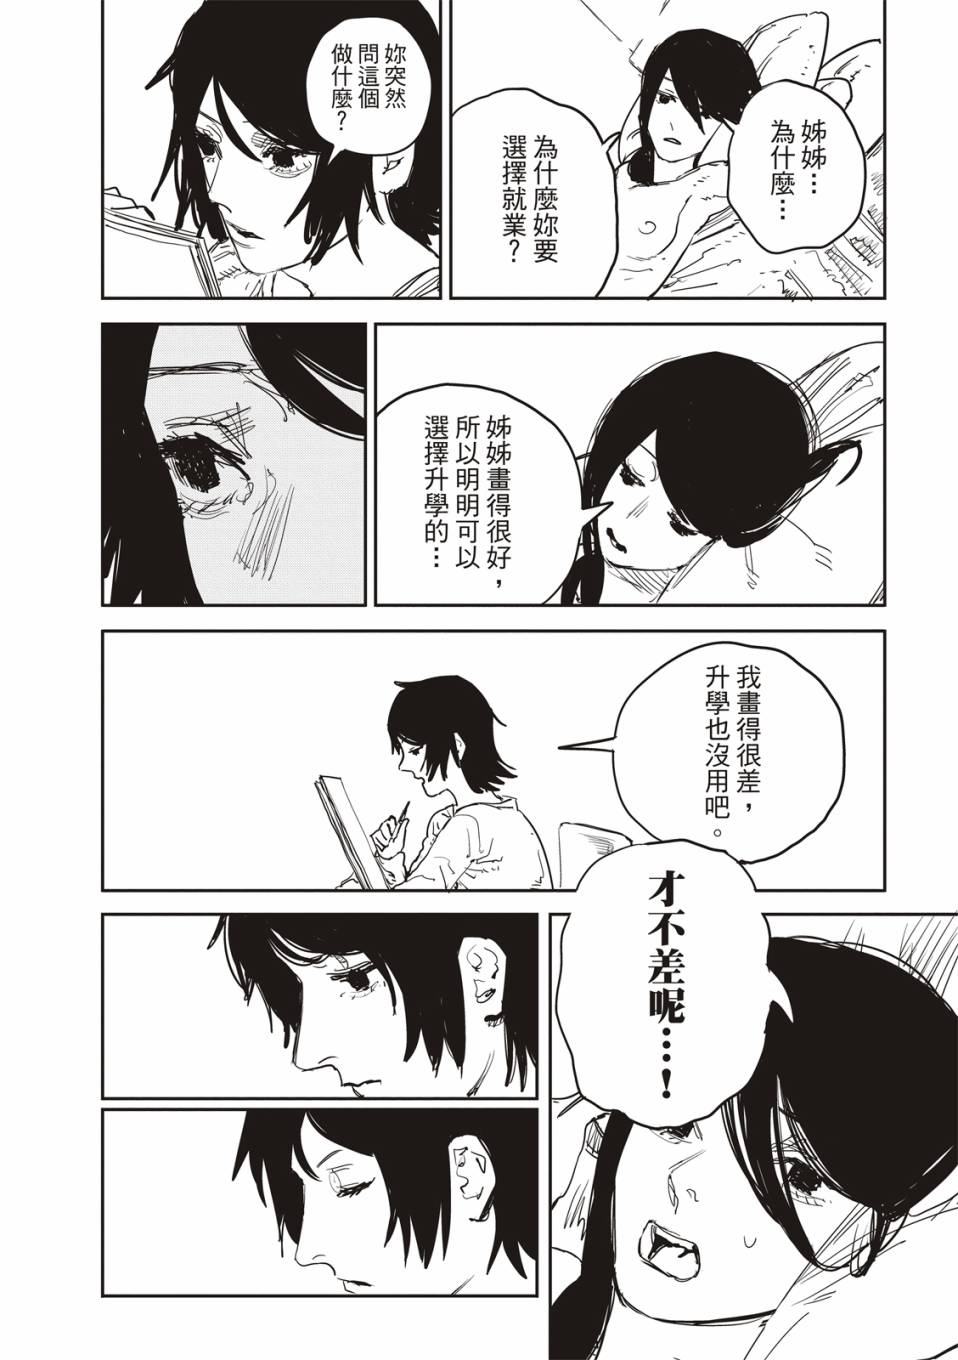 姊姊…
為什麼…
為什麼妳要
選擇就業？
妳突然
問這個
做什麼？
姊姊畫得很好，
所以明明可以
選擇升學的…
我畫得很差，
升學也沒用吧。
才不差呢…！